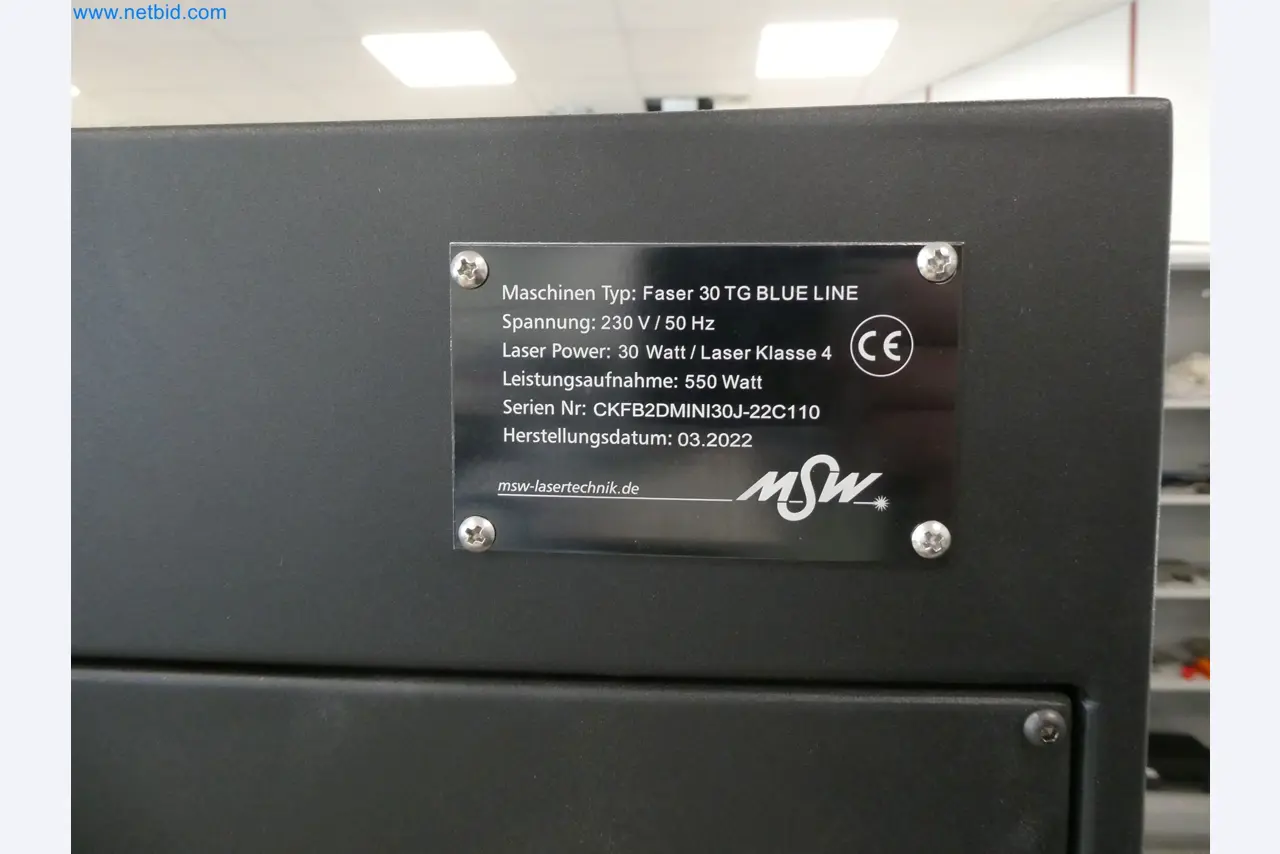 www.netbid.com
Maschinen Typ: Faser 30 TG BLUE LINE
Spannung: 230 V / 50 Hz
Laser Power: 30 Watt / Laser Klasse 4
CE
Leistungsaufnahme: 550 Watt
Serien Nr: CKFB2DMINI30J-22C110
Herstellungsdatum: 03.2022
msw-lasertechnik.de
MSW